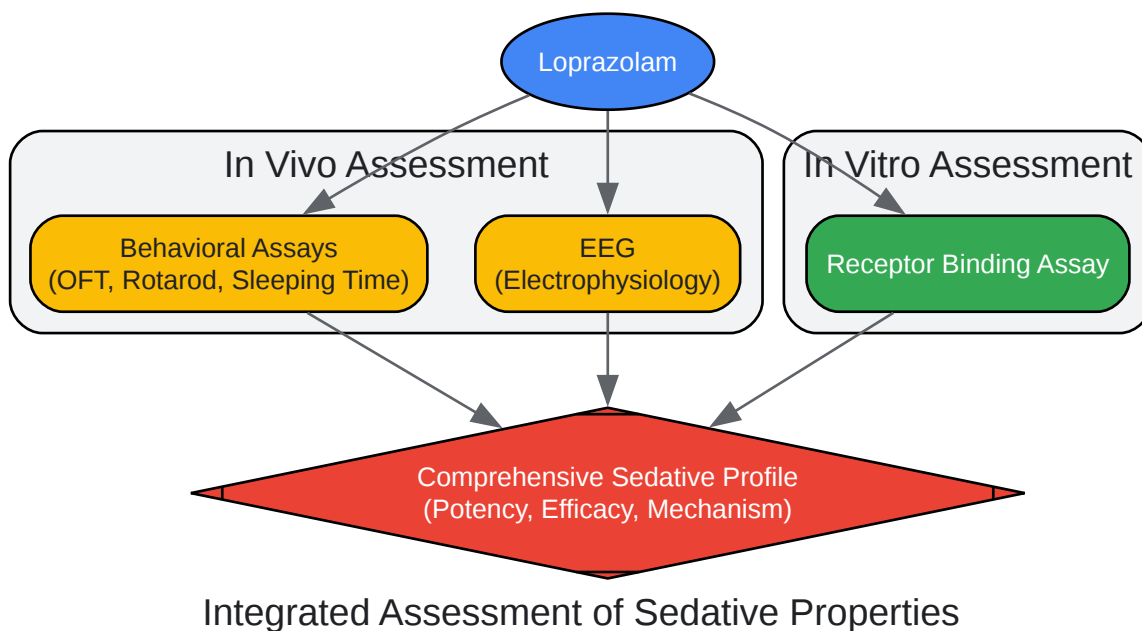 Loprazolam
In Vivo Assessment
In Vitro Assessment
Behavioral Assays
(OFT, Rotarod, Sleeping Time)
EEG
(Electrophysiology)
Receptor Binding Assay
Comprehensive Sedative Profile
(Potency, Efficacy, Mechanism)
Integrated Assessment of Sedative Properties